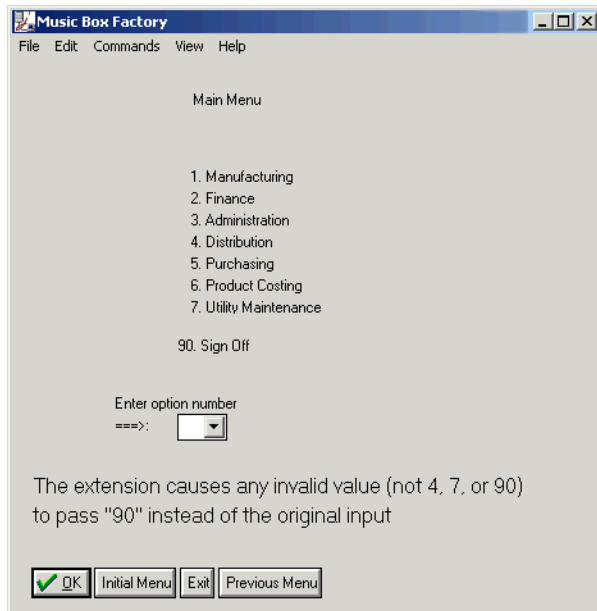 Music Box Factory
File Edit Commands View Help
Main Menu
1. Manufacturing
2. Finance
3. Administration
4. Distribution
5. Purchasing
6. Product Costing
7. Utility Maintenance
90. Sign Off
Enter option number
===>:
The extension causes any invalid value (not 4, 7, or 90)
to pass "90" instead of the original input
OK Initial Menu Exit Previous Menu